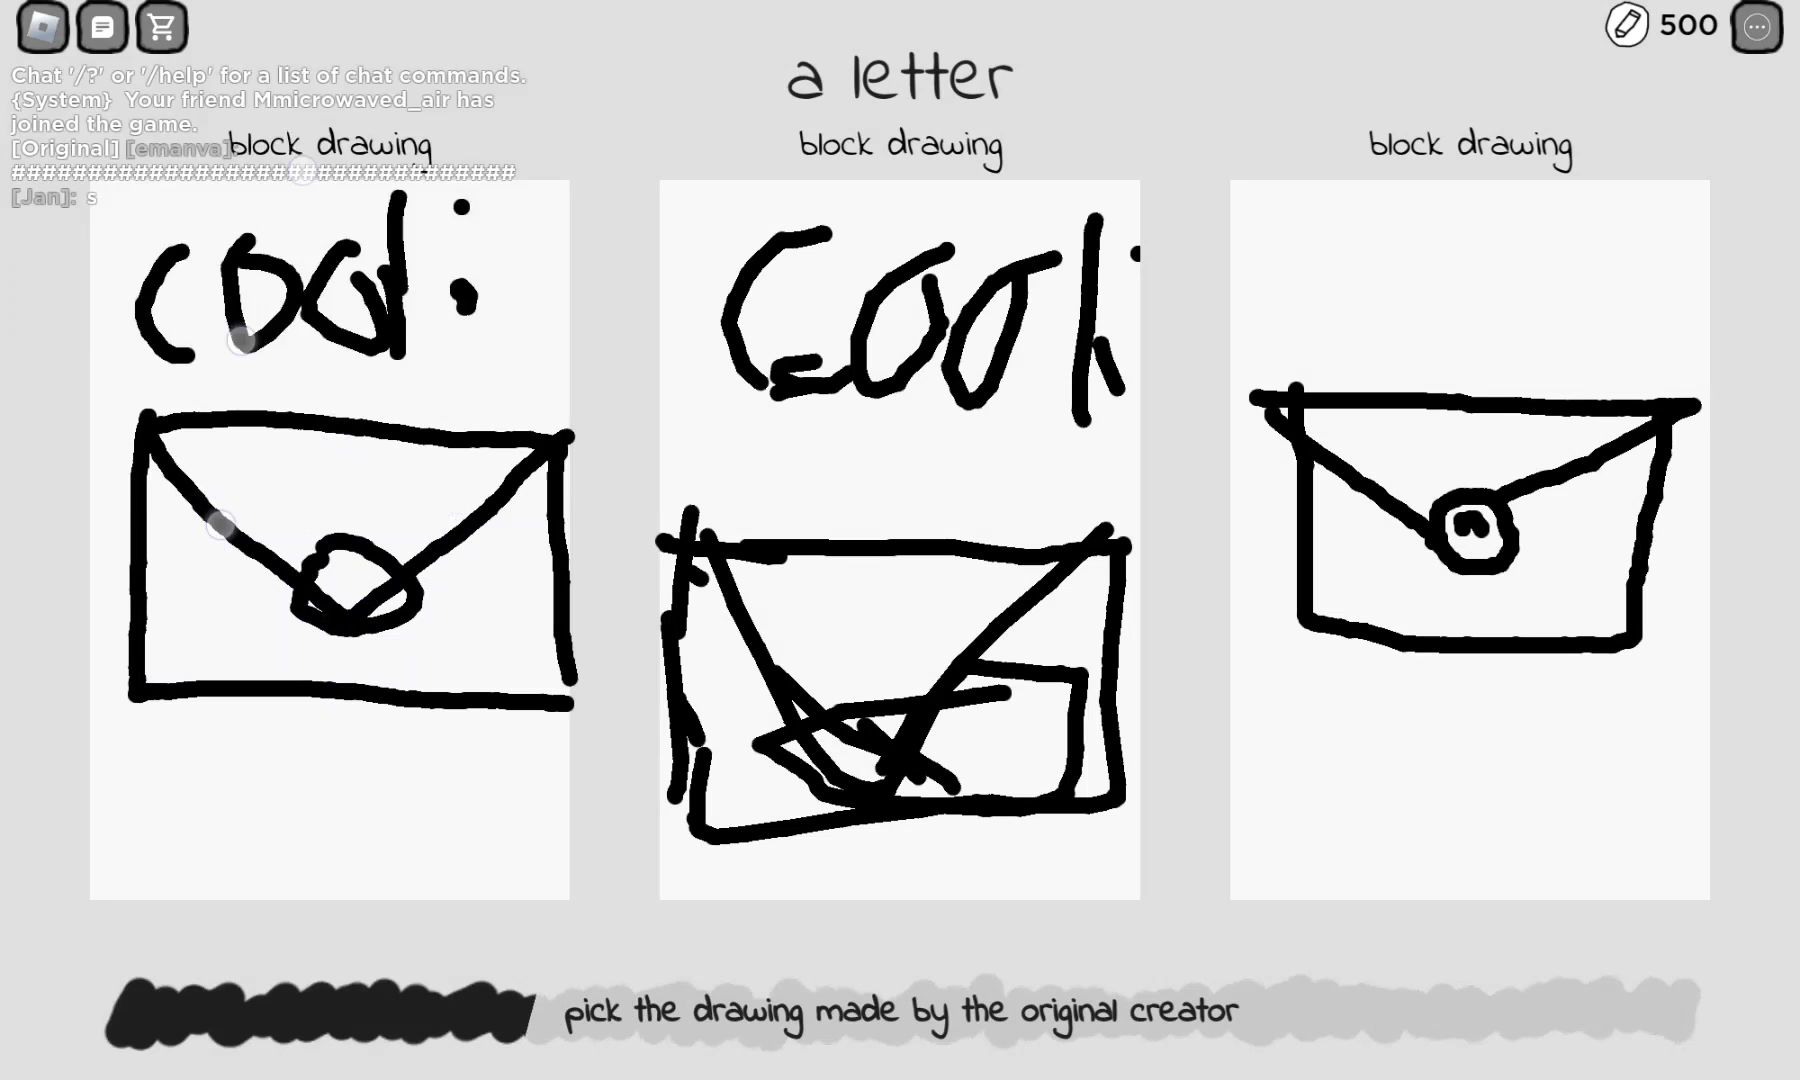 500
a letter
Chat '/?' or '/help' for a list of chat commands.
{System} Your friend Mmicrowaved_air has
joined the game.
[Original] [emanva]:
##########################################
[Jan]: s
block drawing
block drawing
block drawing
cool:
cool
pick the drawing made by the original creator